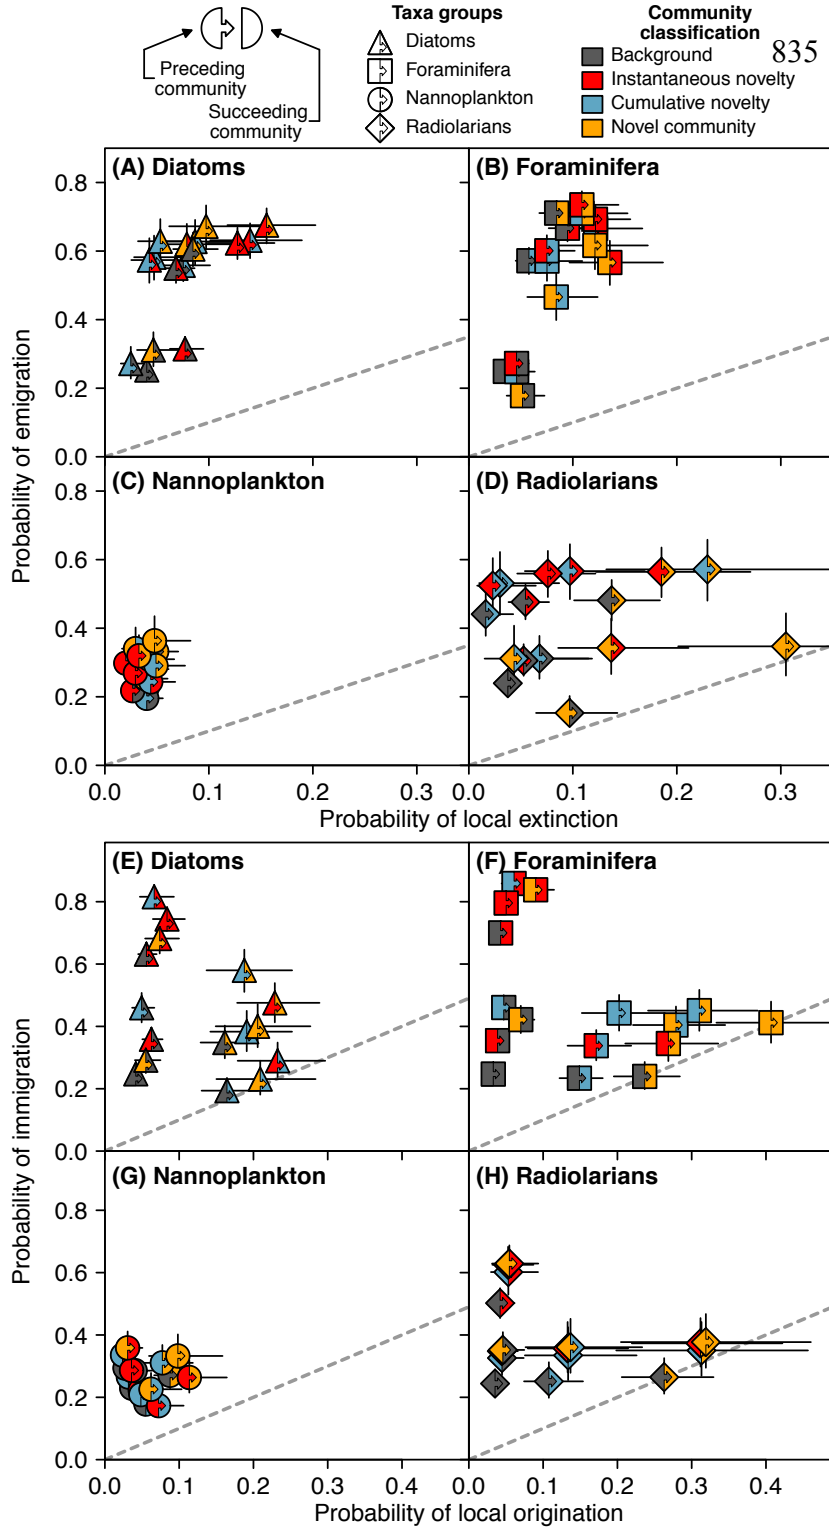 Taxa groups
Diatoms
Foraminifera
Nannoplankton
Radiolarians
Preceding
community
Succeeding
community
Community
classification
835
Background
Instantaneous novelty
Cumulative novelty
Novel community
(A) Diatoms
(B) Foraminifera
0.8
0.6
0.4
0.2
0.0
(C) Nannoplankton
(D) Radiolarians
0.8
0.6
0.4
0.2
0.0
Probability of emigration
0.0 0.1 0.2 0.3 0.0 0.1 0.2 0.3
Probability of local extinction
(E) Diatoms
(F) Foraminifera
0.8
0.6
0.4
0.2
0.0
(G) Nannoplankton
(H) Radiolarians
0.8
0.6
0.4
0.2
0.0
Probability of immigration
0.0 0.1 0.2 0.3 0.4 0.0 0.1 0.2 0.3 0.4
Probability of local origination